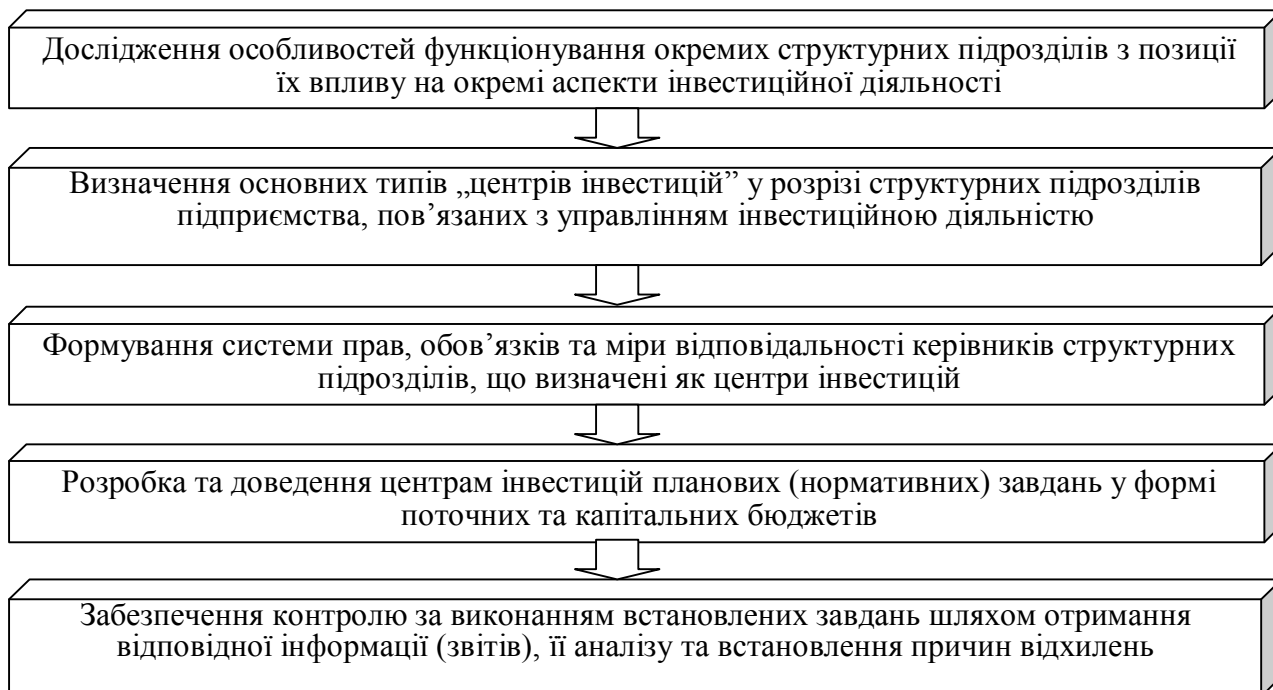 Дослідження особливостей функціонування окремих структурних підрозділів з позиції
їх впливу на окремі аспекти інвестиційної діяльності
Визначення основних типів „центрів інвестицій” у розрізі структурних підрозділів
підприємства, пов’язаних з управлінням інвестиційною діяльністю
Формування системи прав, обов’язків та міри відповідальності керівників структурних
підрозділів, що визначені як центри інвестицій
Розробка та доведення центрам інвестицій планових (нормативних) завдань у формі
поточних та капітальних бюджетів
Забезпечення контролю за виконанням встановлених завдань шляхом отримання
відповідної інформації (звітів), її аналізу та встановлення причин відхилень